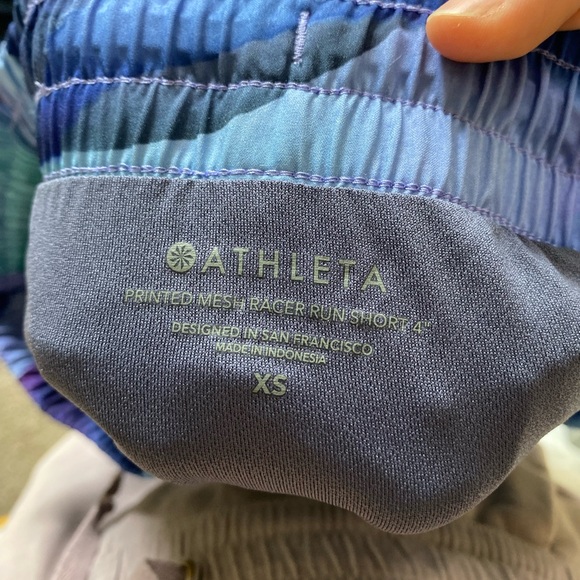 ATHLETA
PRINTED MESH RACER RUN SHORT 4"
DESIGNED IN SAN FRANCISCO
MADE IN INDONESIA
XS